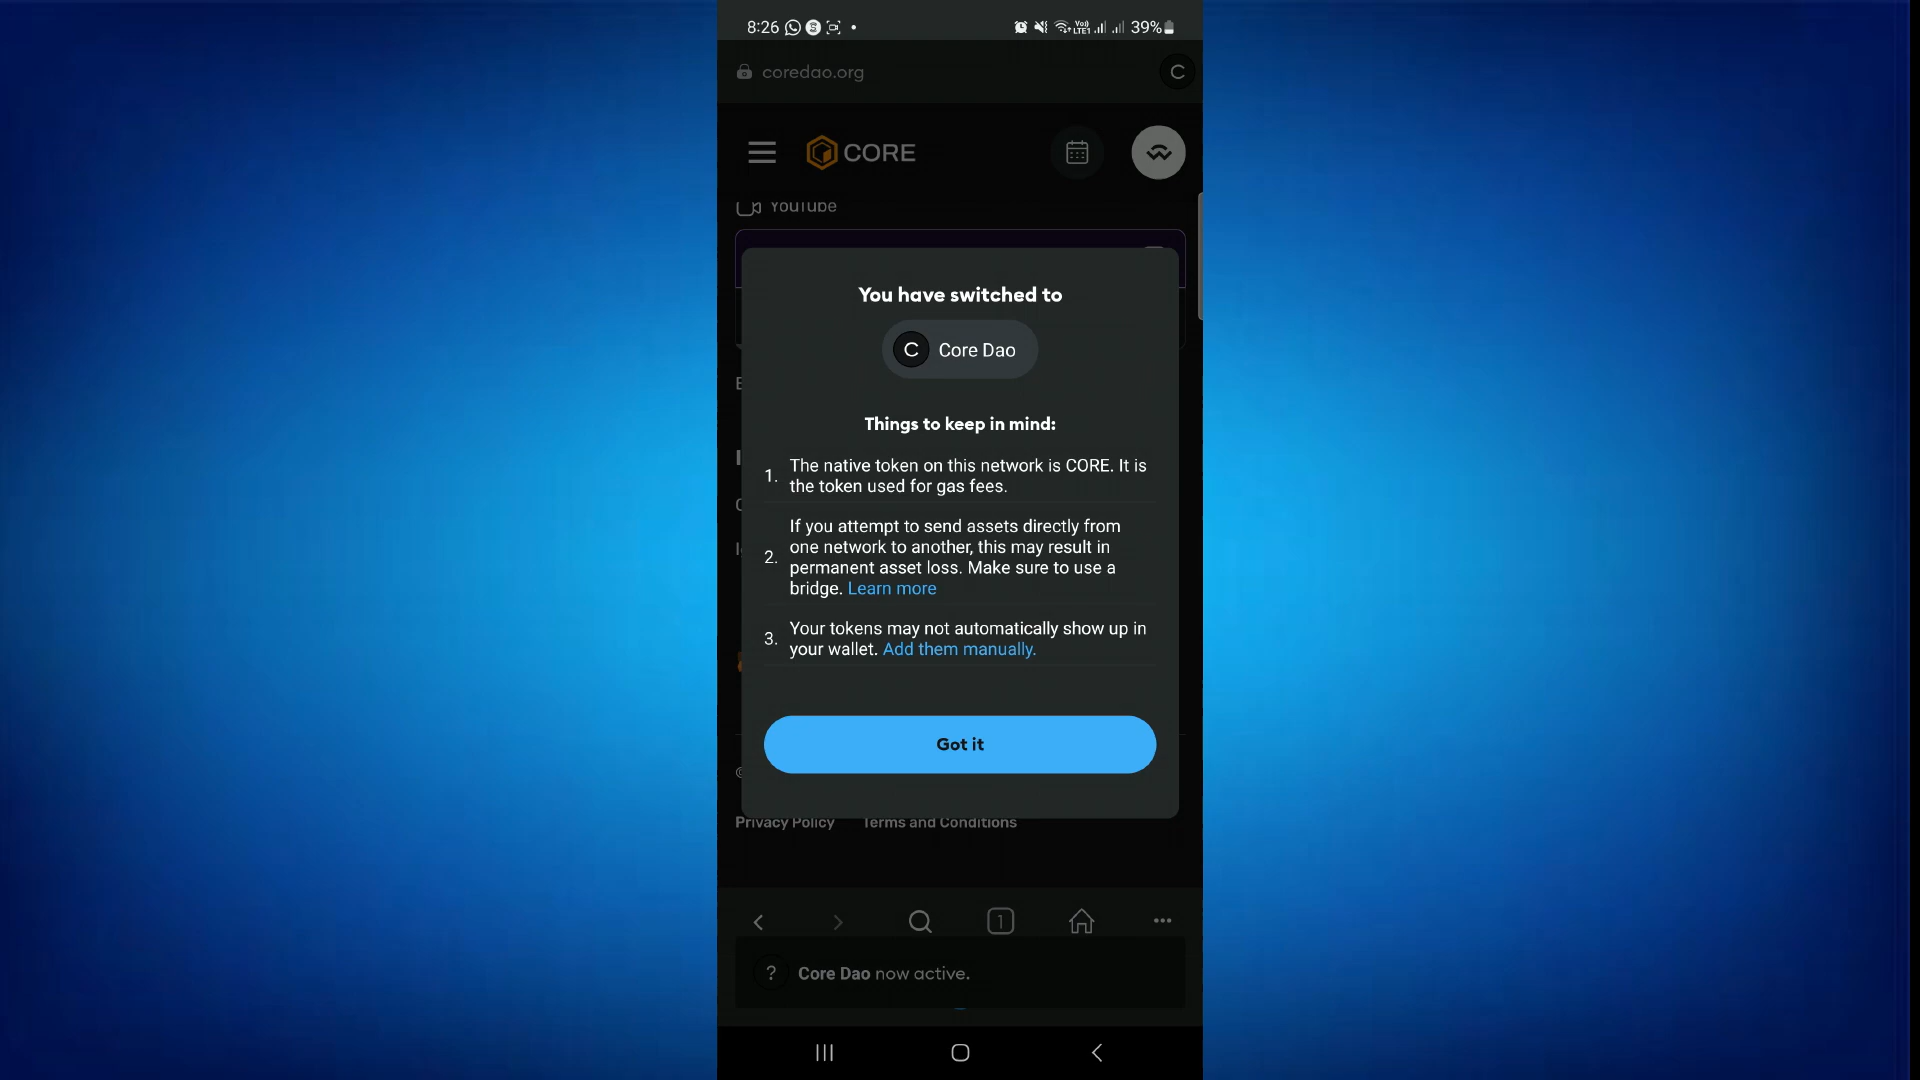 8:26 39%
coredao.org C
CORE
YouTube
You have switched to
C Core Dao
Things to keep in mind:
1. The native token on this network is CORE. It is
the token used for gas fees.
2. If you attempt to send assets directly from
one network to another, this may result in
permanent asset loss. Make sure to use a
bridge. Learn more
3. Your tokens may not automatically show up in
your wallet. Add them manually.
Got it
Privacy Policy Terms and Conditions
1
? Core Dao now active.